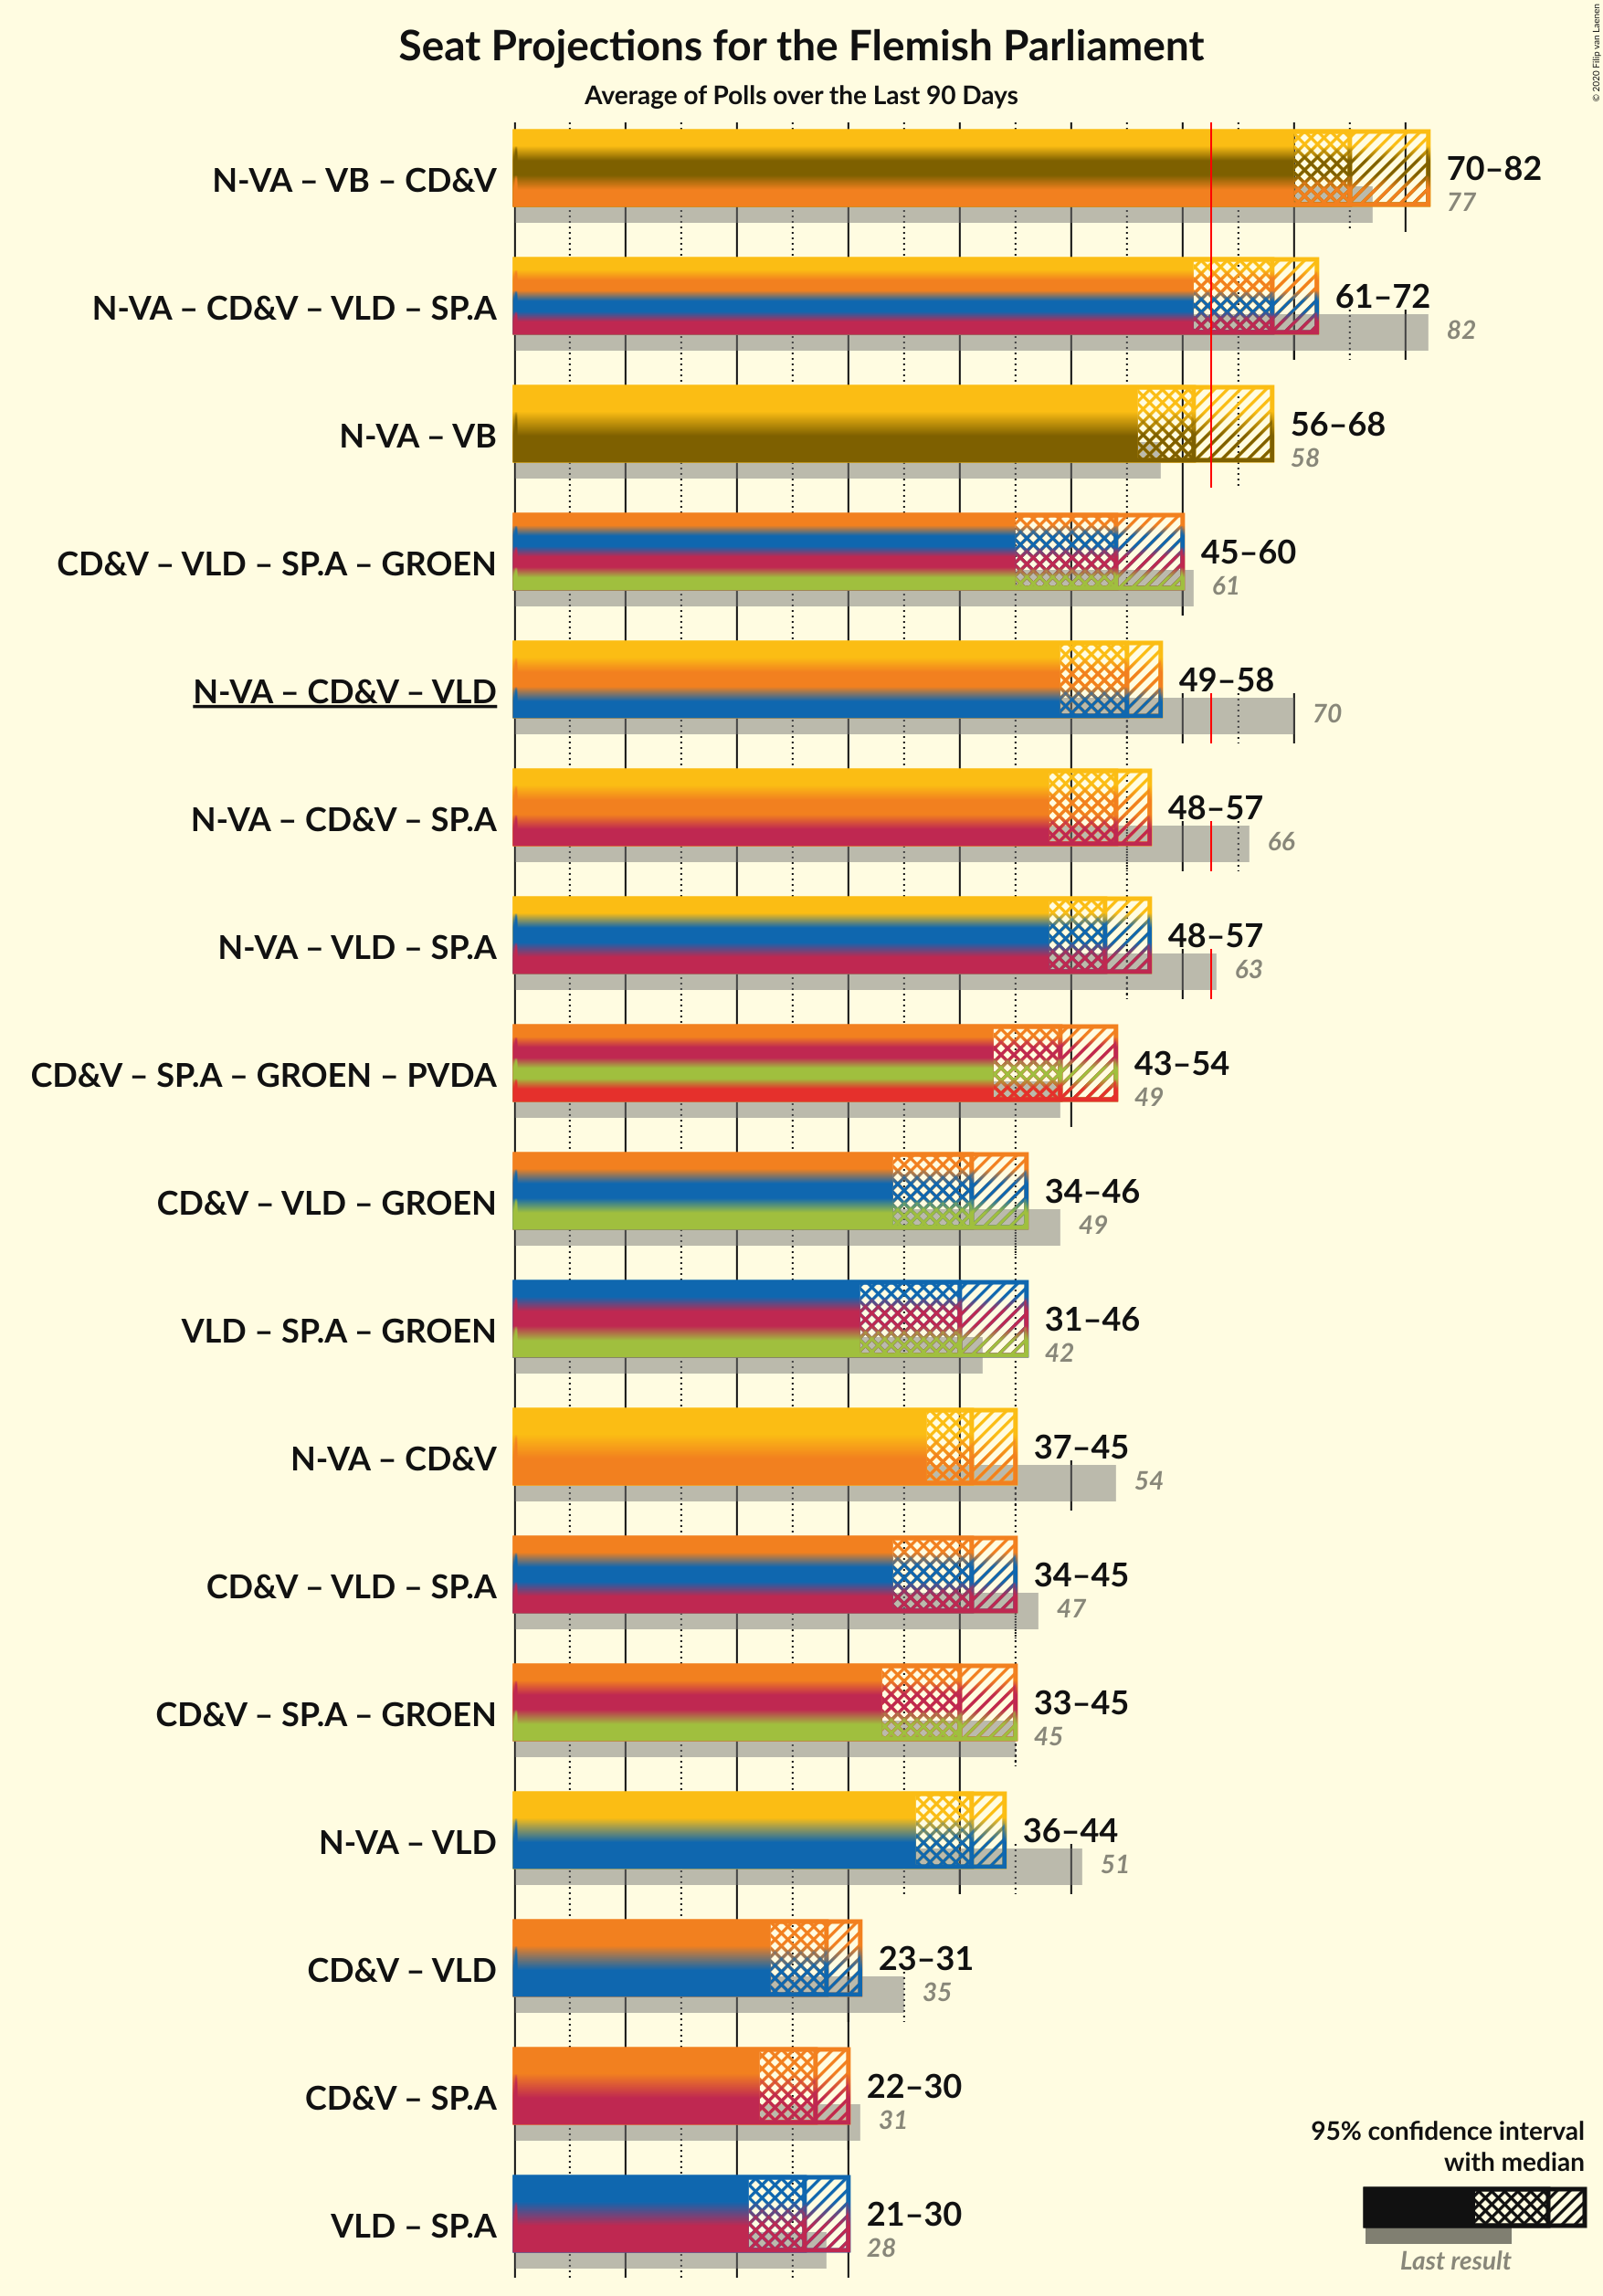 Seat Projections for the Flemish Parliament
Average of Polls over the Last 90 Days
© 2020 Filip van Laenen
N-VA – VB – CD&V
70–82
77
N-VA – CD&V – VLD – SP.A
61–72
82
N-VA – VB
56–68
58
CD&V – VLD – SP.A – GROEN
45–60
61
N-VA – CD&V – VLD
49–58
70
N-VA – CD&V – SP.A
48–57
66
N-VA – VLD – SP.A
48–57
63
CD&V – SP.A – GROEN – PVDA
43–54
49
CD&V – VLD – GROEN
34–46
49
VLD – SP.A – GROEN
31–46
42
N-VA – CD&V
37–45
54
CD&V – VLD – SP.A
34–45
47
CD&V – SP.A – GROEN
33–45
45
N-VA – VLD
36–44
51
CD&V – VLD
23–31
35
CD&V – SP.A
22–30
31
VLD – SP.A
21–30
28
95% confidence interval
with median
Last result